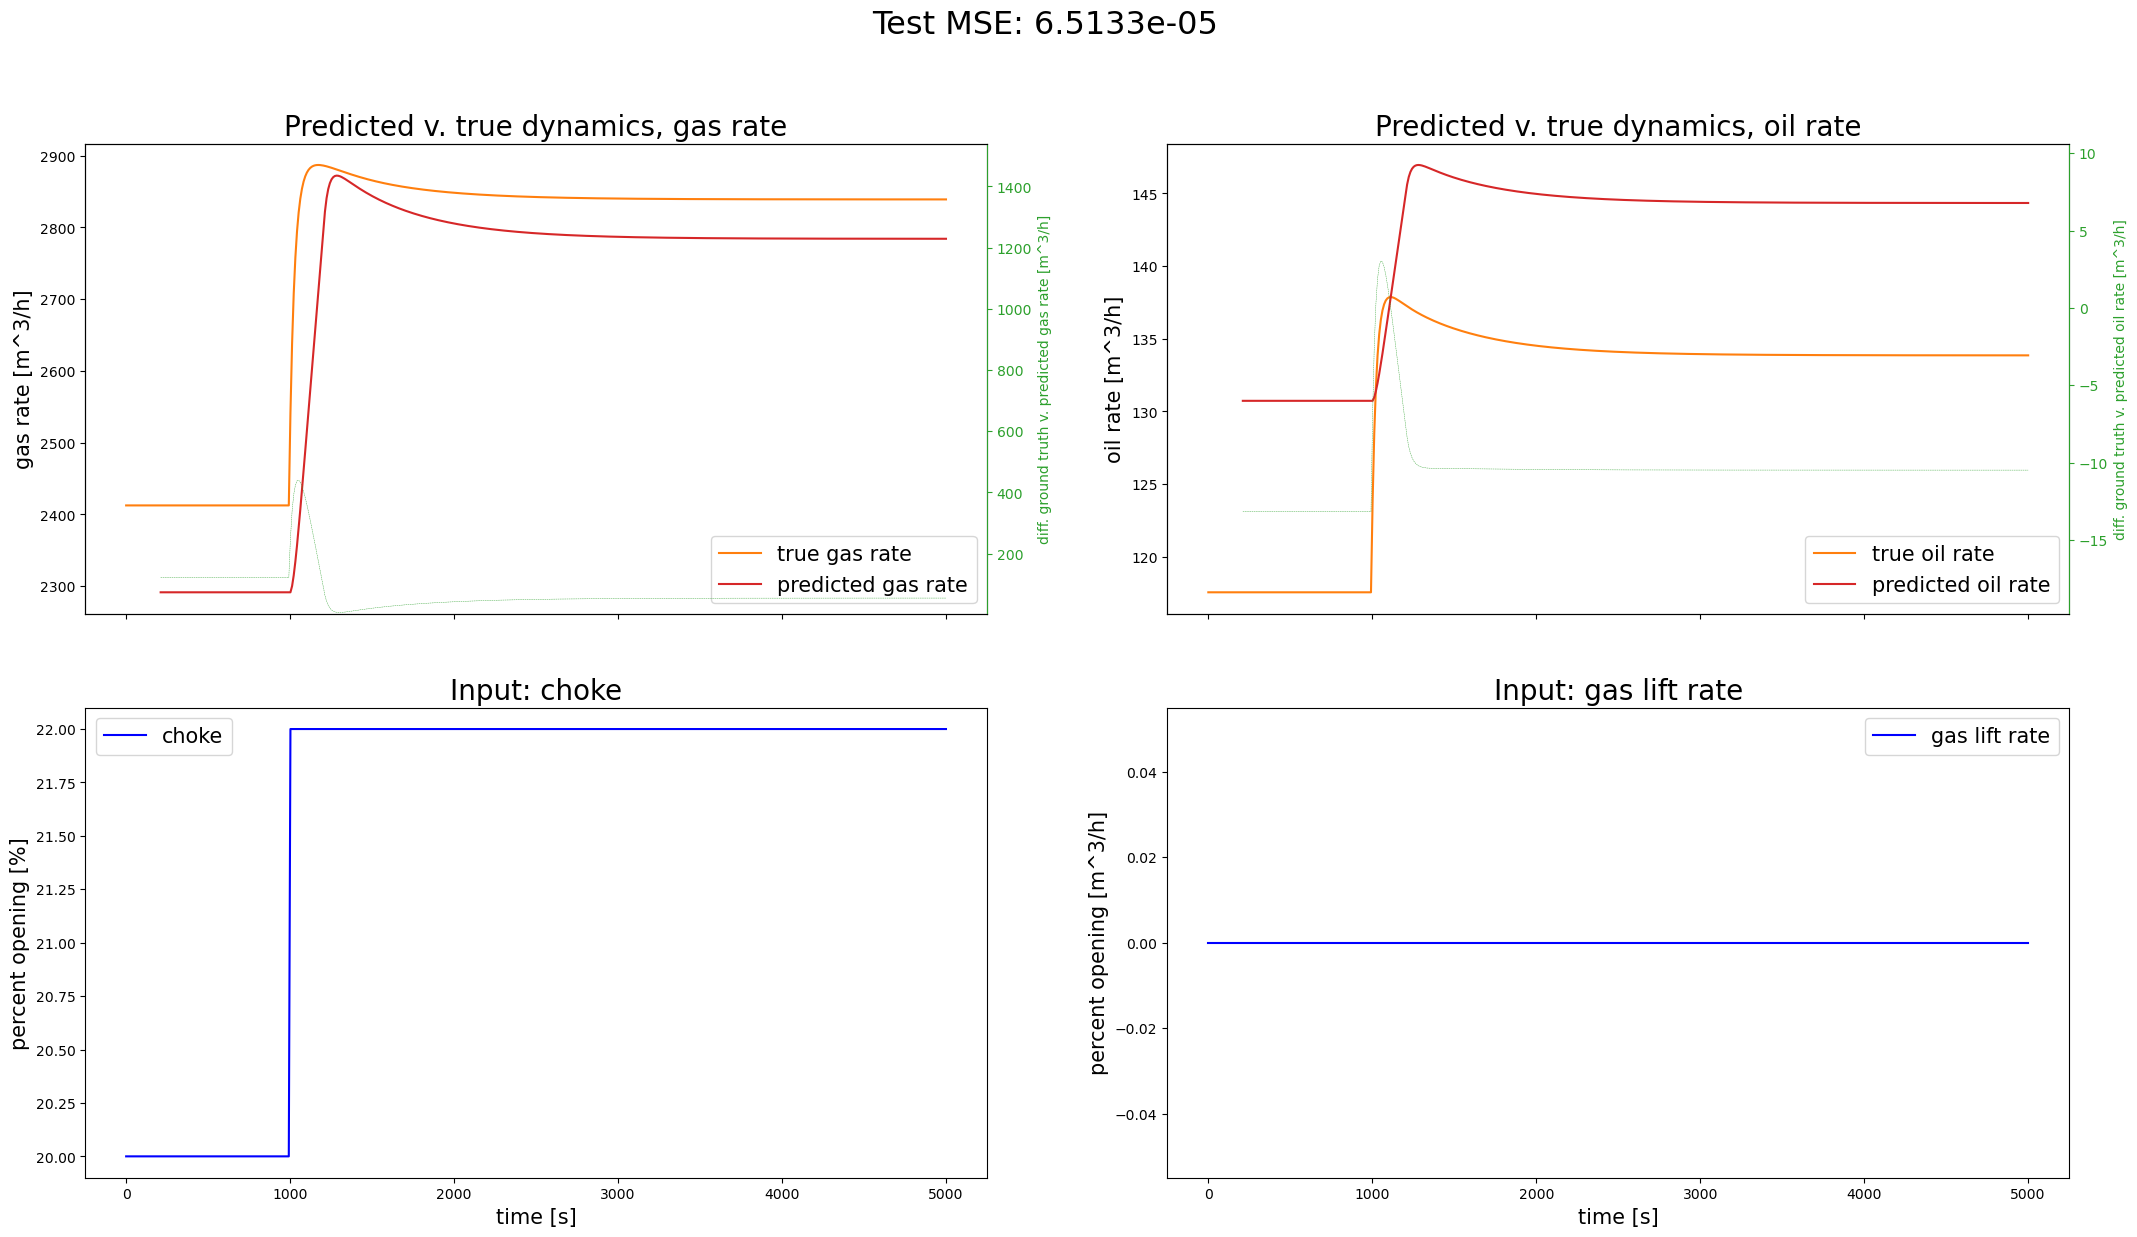 Test MSE: 6.5133e-05
Predicted v. true dynamics, gas rate
2900
2800
2700
2600
2500
2400
2300
gas rate [m^3/h]
1400
1200
1000
800
600
400
200
diff. ground truth v. predicted gas rate [m^3/h]
true gas rate
predicted gas rate
Predicted v. true dynamics, oil rate
145
140
135
130
125
120
oil rate [m^3/h]
10
5
0
−5
−10
−15
diff. ground truth v. predicted oil rate [m^3/h]
true oil rate
predicted oil rate
Input: choke
choke
22.00
21.75
21.50
21.25
21.00
20.75
20.50
20.25
20.00
percent opening [%]
0
1000
2000
3000
4000
5000
time [s]
Input: gas lift rate
gas lift rate
0.04
0.02
0.00
−0.02
−0.04
percent opening [m^3/h]
0
1000
2000
3000
4000
5000
time [s]